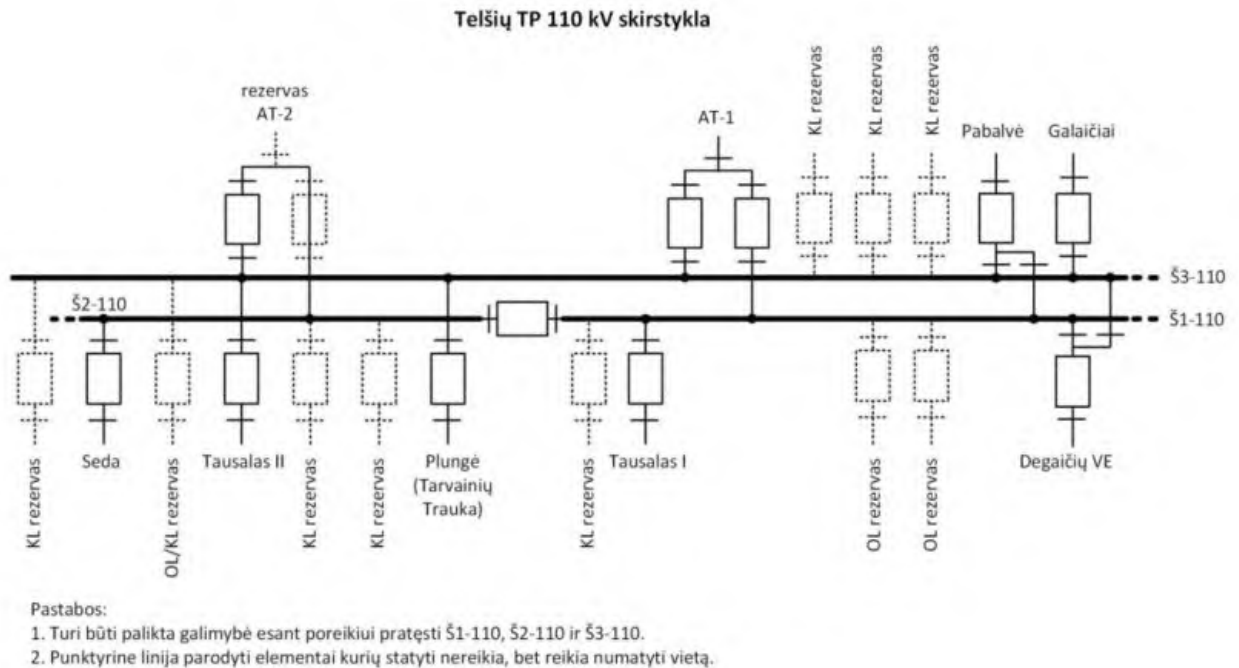 Telšių TP 110 kV skirstykla
rezervas
AT-2
AT-1
KL rezervas
KL rezervas
KL rezervas
Pabalvė
Galaičiai
Š3-110
Š2-110
Š1-110
KL rezervas
Seda
OL/KL rezervas
Tausalas II
KL rezervas
KL rezervas
Plungė
(Tarvainių
Trauka)
KL rezervas
Tausalas I
OL rezervas
OL rezervas
Degaičių VE
Pastabos:
1. Turi būti palikta galimybė esant poreikiui pratęsti Š1-110, Š2-110 ir Š3-110.
2. Punktyrine linija parodyti elementai kurių statyti nereikia, bet reikia numatyti vietą.